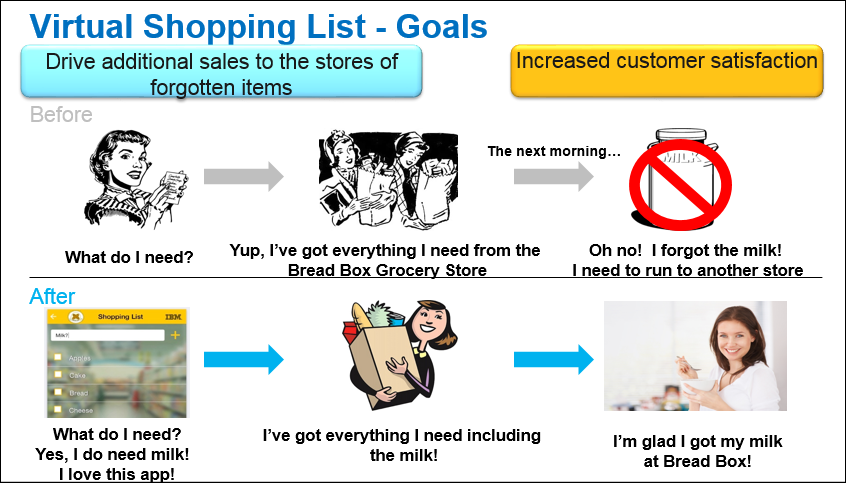 Virtual Shopping List - Goals
Drive additional sales to the stores of
forgotten items
Increased customer satisfaction
Before
The next morning…
MILK
What do I need?
Yup, I've got everything I need from the
Bread Box Grocery Store
Oh no!  I forgot the milk!
I need to run to another store
After
Shopping List
IBM
Milk?
Apples
Cake
Bread
Cheese
What do I need?
Yes, I do need milk!
I love this app!
I've got everything I need including
the milk!
I'm glad I got my milk
at Bread Box!